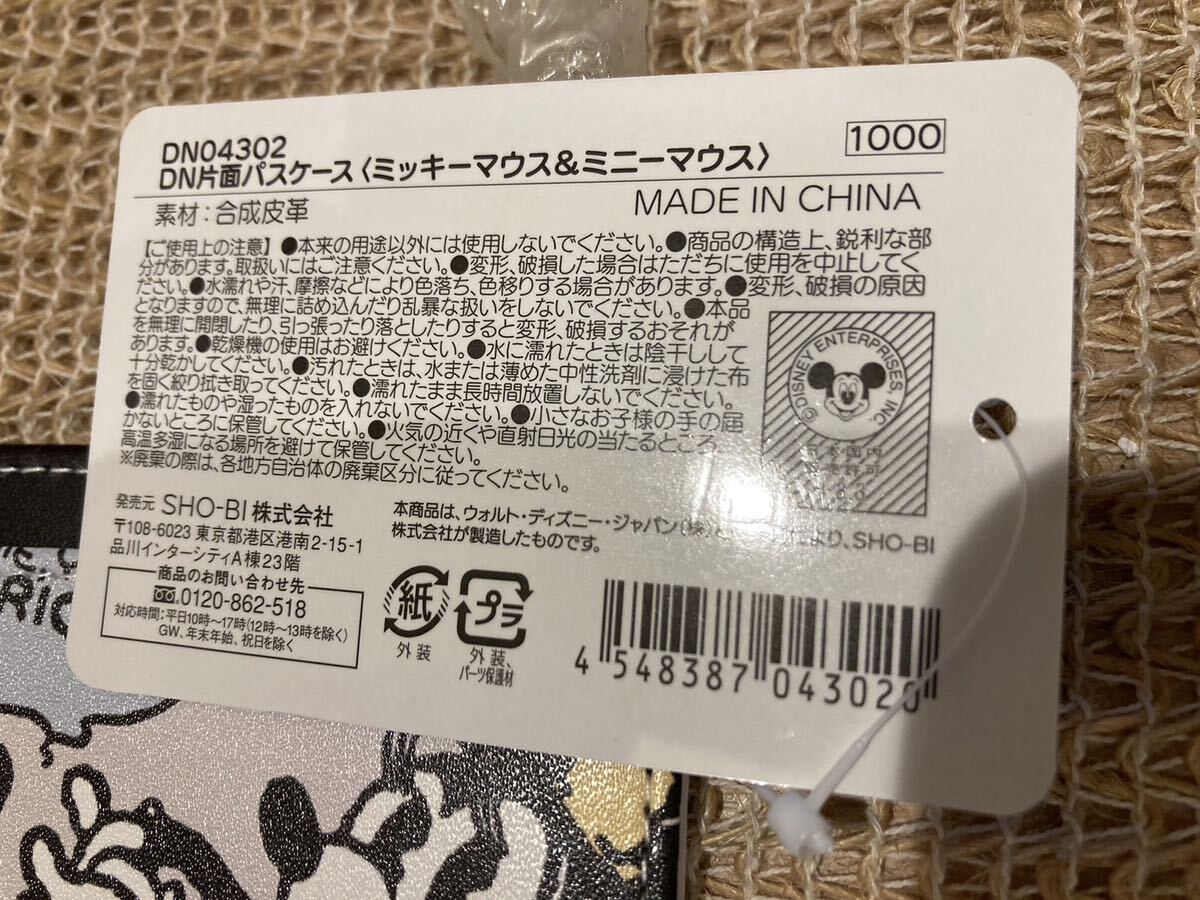 DN04302
DN片面パスケース〈ミッキーマウス&ミニーマウス〉
1000
素材：合成皮革
MADE IN CHINA
【ご使用上の注意】●本来の用途以外には使用しないでください。●商品の構造上、鋭利な部
分があります。取扱いにはご注意ください。●変形、破損した場合はただちに使用を中止してく
ださい。●水濡れや汗、摩擦などにより色落ち、色移りする場合があります。●変形、破損の原因
となりますので、無理に詰め込んだり乱暴な扱いをしないでください。●本品
を無理に開閉したり、引っ張ったり落としたりすると変形、破損するおそれが
あります。●乾燥機の使用はお避けください。●水に濡れたときは陰干しして
十分乾かしてください。●汚れたときは、水または薄めた中性洗剤に浸けた布
を固く絞り拭き取ってください。●濡れたまま長時間放置しないでください。
●濡れたものや湿ったものを入れないでください。●小さなお子様の手の届
かないところに保管してください。●火気の近くや直射日光の当たるところ、
高温多湿になる場所を避けて保管してください。
※廃棄の際は、各地方自治体の廃棄区分に従ってください。
©DISNEY ENTERPRISES, INC.
日本国内
発売元 SHO-BI株式会社
〒108-6023 東京都港区港南2-15-1
品川インターシティA棟23階
商品のお問い合わせ先
0120-862-518
対応時間：平日10時〜17時（12時〜13時を除く）
GW、年末年始、祝日を除く
本商品は、ウォルト・ディズニー・ジャパン（株）と より、SHO-BI
株式会社が製造したものです。
紙
外装
プラ
外装、
パーツ保護材
4 548387 043020
RIC